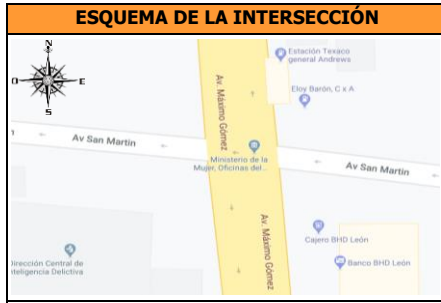 ESQUEMA DE LA INTERSECCIÓN
N
E
S
Estación Texaco
general Andrews
Eloy Barón, C x A
Av. Máximo Gómez
Av San Martin
Ministerio de la
Mujer, Oficinas del...
Av San Martin
Av. Máximo Gómez
Cajero BHD León
Banco BHD León
Dirección Central de
nteligencia Delictiva